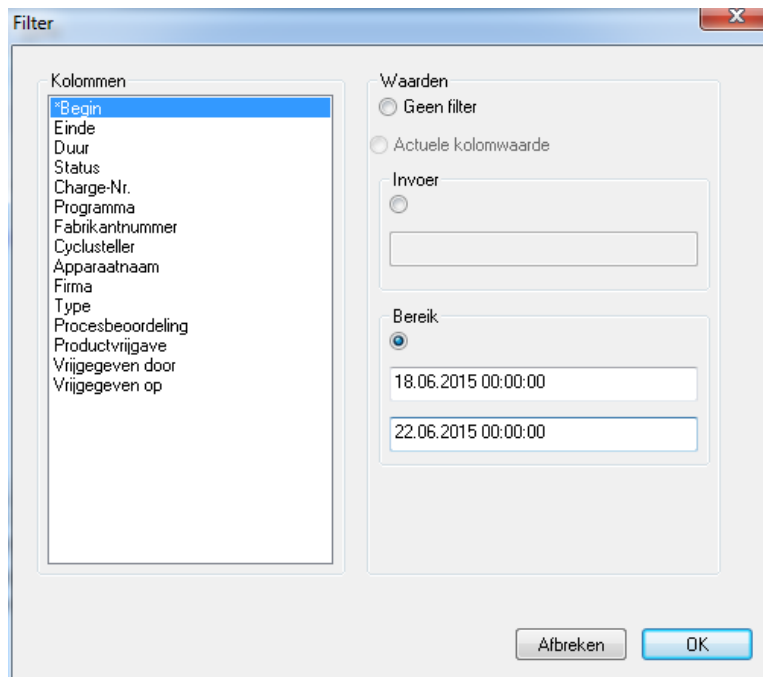 Filter
Kolommen
*Begin
Einde
Duur
Status
Charge-Nr.
Programma
Fabrikantnummer
Cyclusteller
Apparaatnaam
Firma
Type
Procesbeoordeling
Productvrijgave
Vrijgegeven door
Vrijgegeven op
Waarden
Geen filter
Actuele kolomwaarde
Invoer
Bereik
18.06.2015 00:00:00
22.06.2015 00:00:00
Afbreken
OK